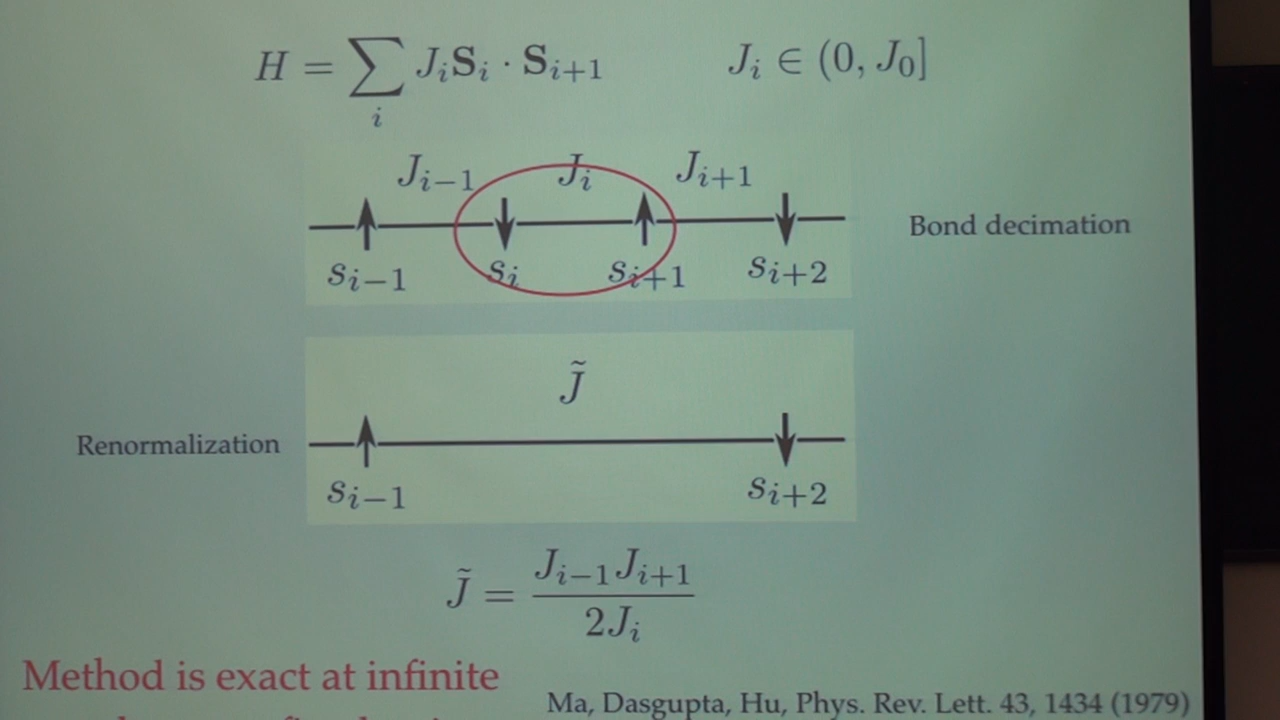 H = ∑_i J_i S_i · S_{i+1}    J_i ∈ (0, J_0]
J_{i−1} J_i J_{i+1}
Bond decimation
s_{i−1} s_i s_{i+1} s_{i+2}
J̃
Renormalization
s_{i−1} s_{i+2}
J̃ = J_{i−1}J_{i+1} / 2J_i
Method is exact at infinite
Ma, Dasgupta, Hu, Phys. Rev. Lett. 43, 1434 (1979)